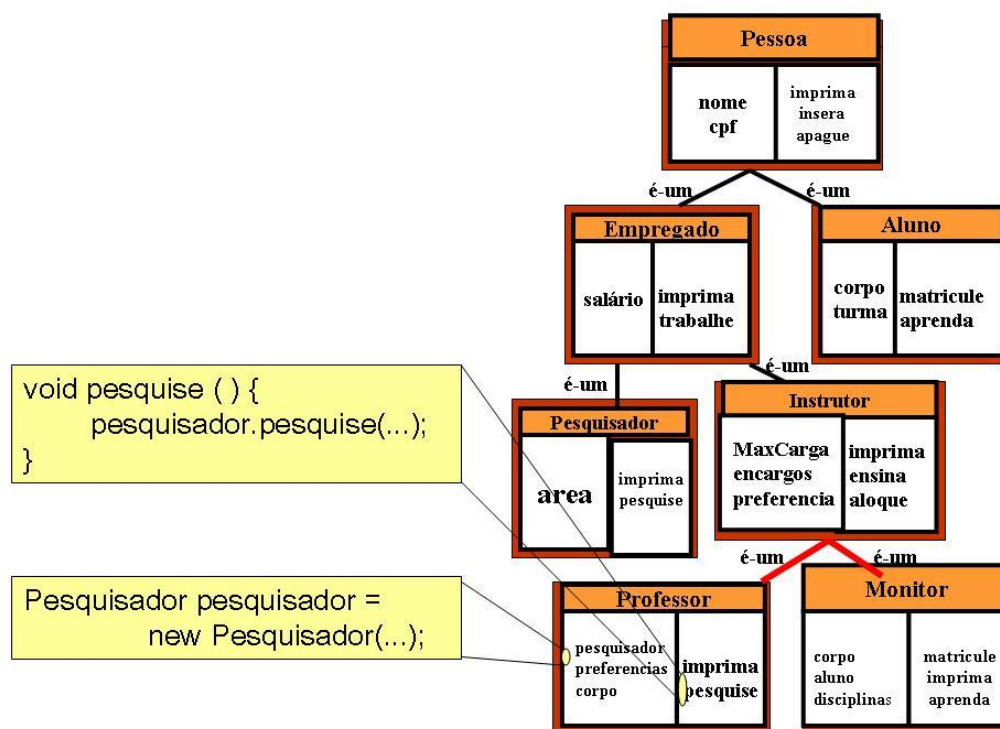 Pessoa
nome
cpf
imprima
insera
apague
é-um
é-um
Empregado
salário
imprima
trabalhe
Aluno
corpo
turma
matricule
aprenda
é-um
é-um
void pesquise ( ) {
pesquisador.pesquise(...);
}
Pesquisador
area
imprima
pesquise
Instrutor
MaxCarga
encargos
preferencia
imprima
ensina
aloque
é-um
é-um
Pesquisador pesquisador =
new Pesquisador(...);
Professor
pesquisador
preferencias
corpo
imprima
pesquise
Monitor
corpo
aluno
disciplinas
matricule
imprima
aprenda